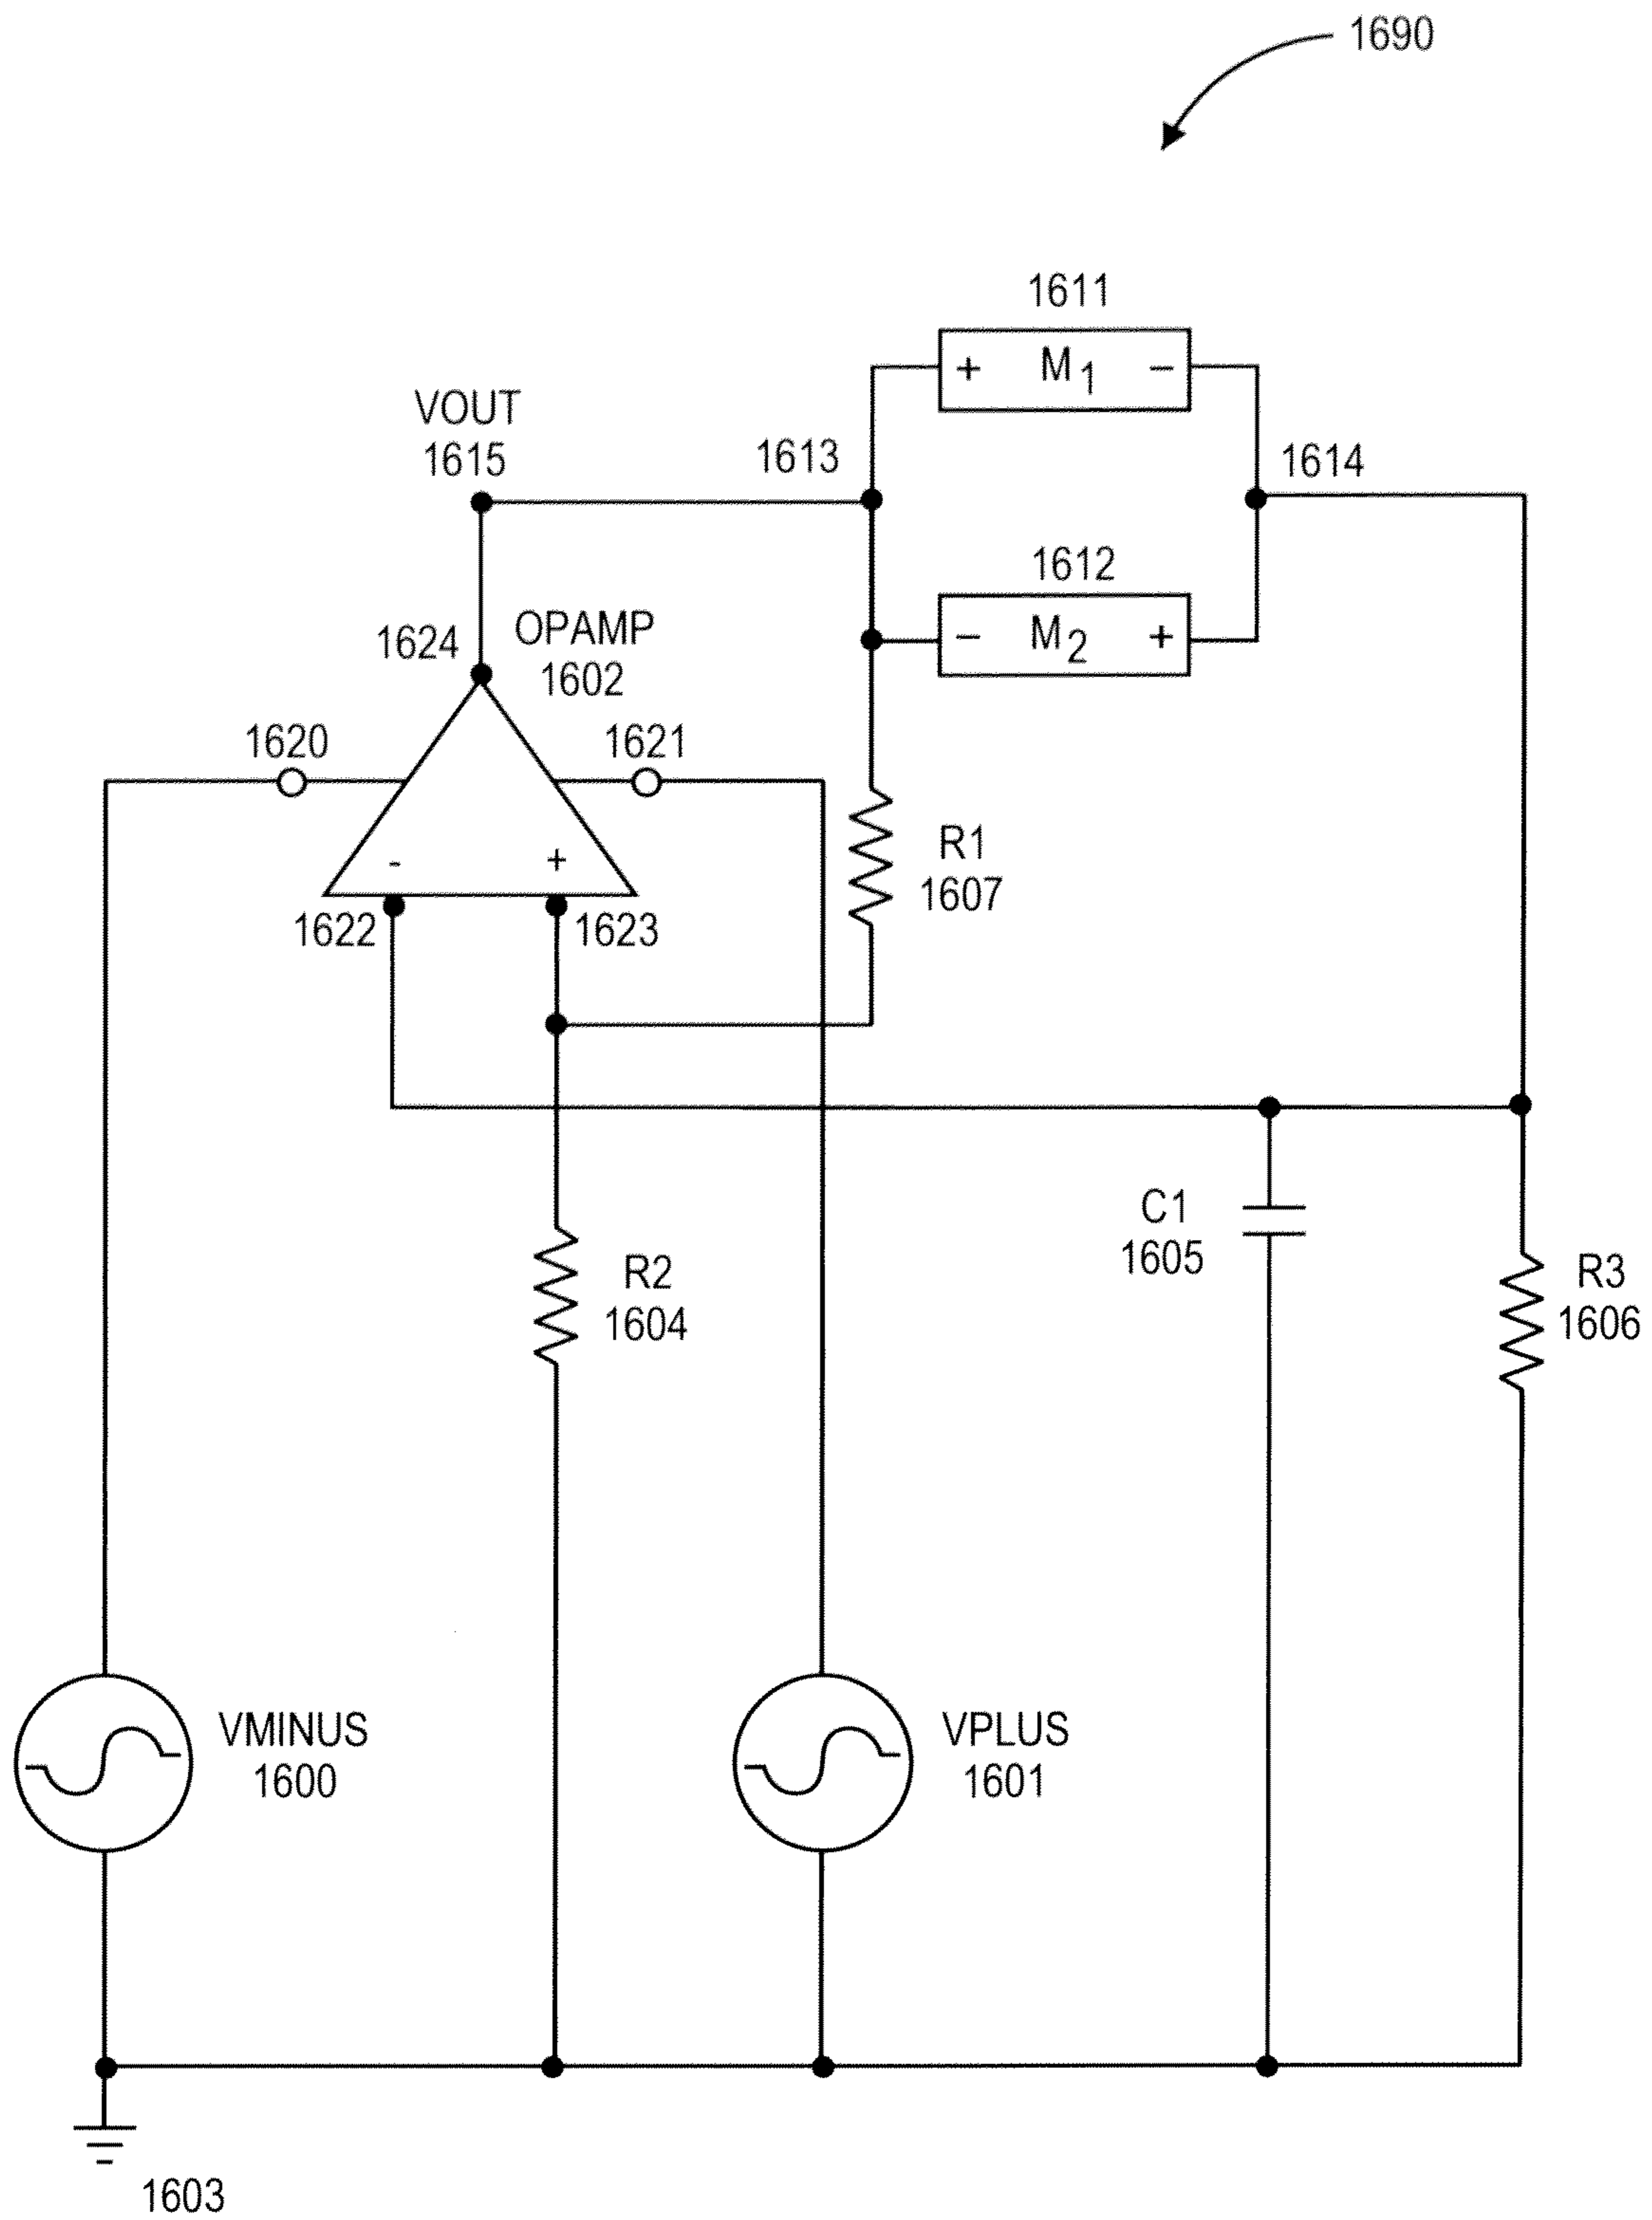 1690
1611
+ M1 −
VOUT
1615
1613
1614
1612
− M2 +
OPAMP
1602
1624
1620
1621
- +
1622
1623
R1
1607
C1
1605
R2
1604
R3
1606
VMINUS
1600
VPLUS
1601
1603